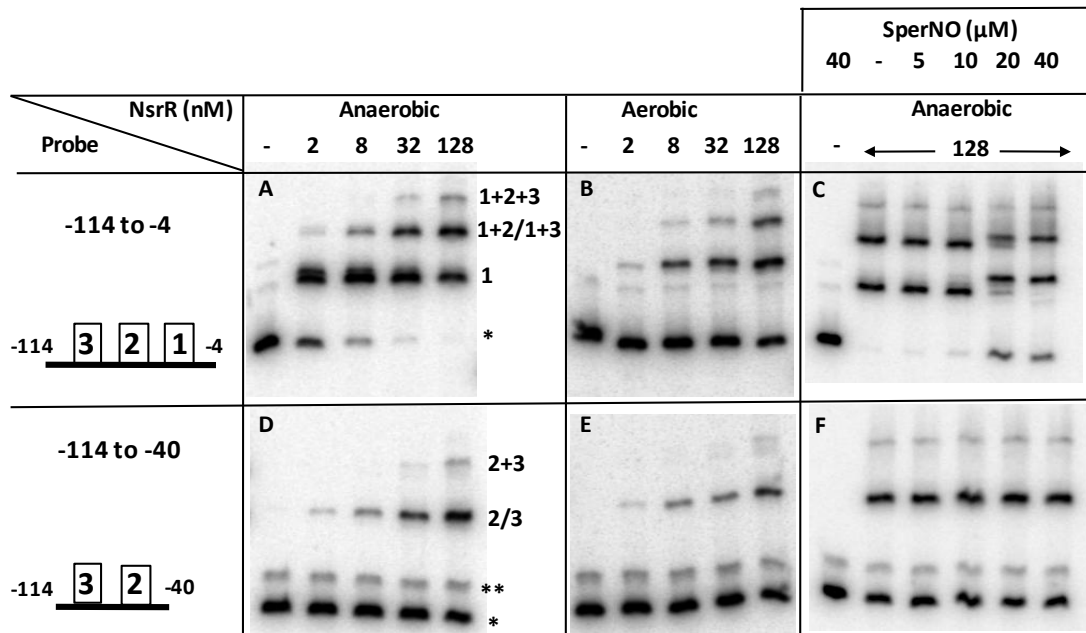 SperNO (µM)
40 - 5 10 20 40
NsrR (nM)
Probe
Anaerobic
- 2 8 32 128
Aerobic
- 2 8 32 128
Anaerobic
- 128
-114 to -4
-114 3 2 1 -4
A
1+2+3
1+2/1+3
1
*
B
C
-114 to -40
-114 3 2 -40
D
2+3
2/3
**
*
E
F